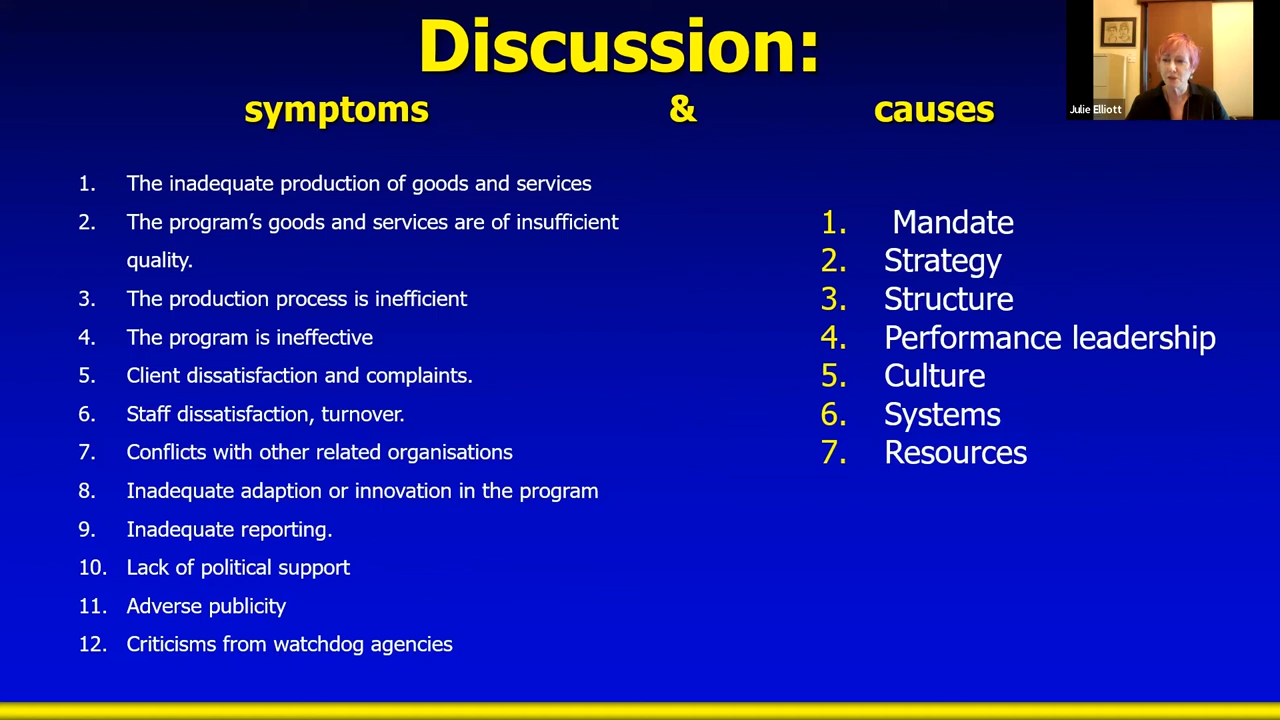 Discussion:
symptoms & causes
Julie Elliott
1. The inadequate production of goods and services
2. The program's goods and services are of insufficient
quality.
3. The production process is inefficient
4. The program is ineffective
5. Client dissatisfaction and complaints.
6. Staff dissatisfaction, turnover.
7. Conflicts with other related organisations
8. Inadequate adaption or innovation in the program
9. Inadequate reporting.
10. Lack of political support
11. Adverse publicity
12. Criticisms from watchdog agencies
1. Mandate
2. Strategy
3. Structure
4. Performance leadership
5. Culture
6. Systems
7. Resources